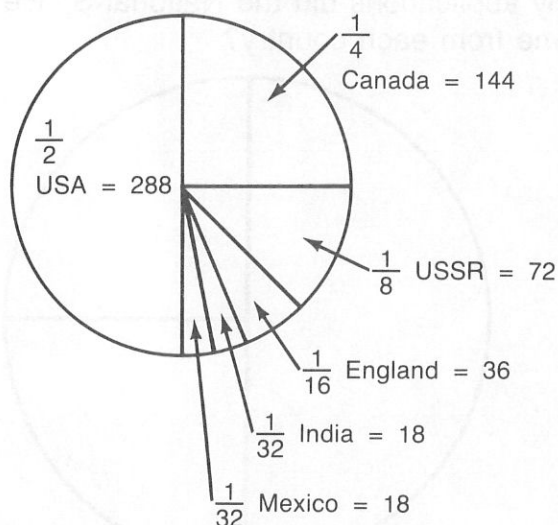 1/4
Canada = 144
1/2
USA = 288
1/8 USSR = 72
1/16 England = 36
1/32 India = 18
1/32 Mexico = 18